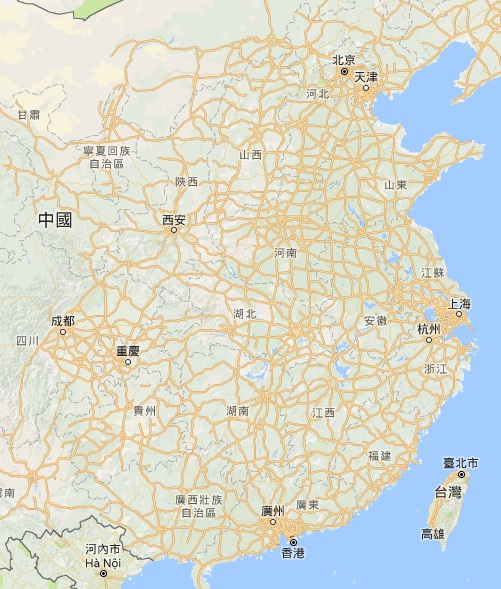 北京
天津
河北
甘肅
寧夏回族
自治區
山西
陝西
山東
中國
西安
河南
江蘇
上海
湖北
安徽
成都
杭州
四川
重慶
浙江
貴州
湖南
江西
福建
臺北市
廣西壯族
自治區
廣東
台灣
廣州
高雄
香港
河內市
Hà Nội